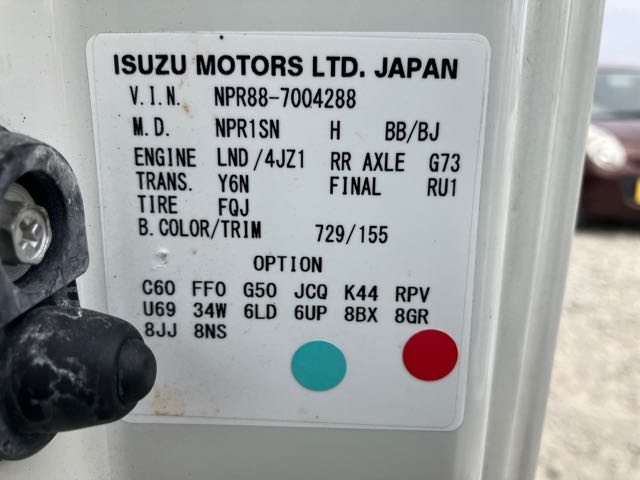 ISUZU MOTORS LTD. JAPAN
V.I.N. NPR88-7004288
M.D. NPR1SN H BB/BJ
ENGINE LND/4JZ1 RR AXLE G73
TRANS. Y6N FINAL RU1
TIRE FQJ
B.COLOR/TRIM 729/155
OPTION
C60 FF0 G50 JCQ K44 RPV
U69 34W 6LD 6UP 8BX 8GR
8JJ 8NS